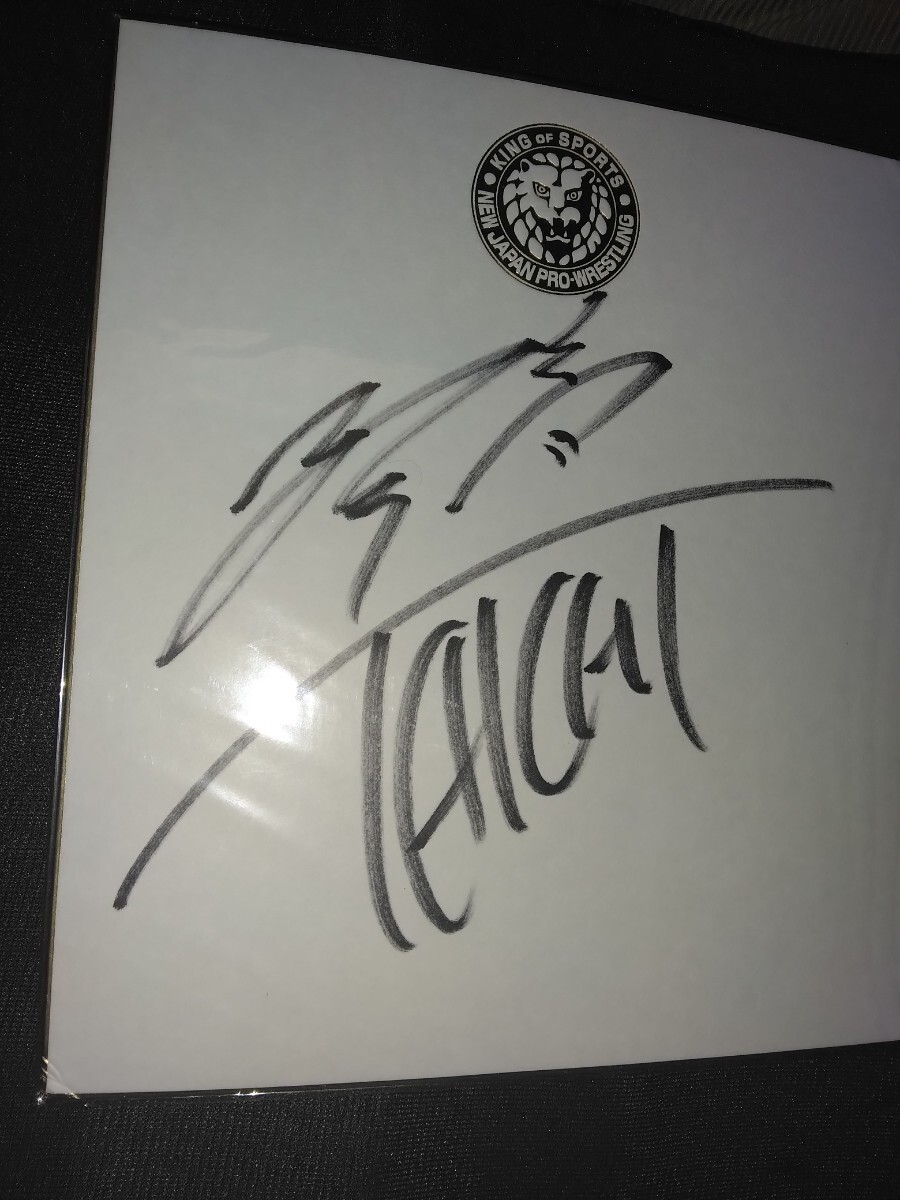 KING OF SPORTS
NEW JAPAN PRO-WRESTLING
TAICHI